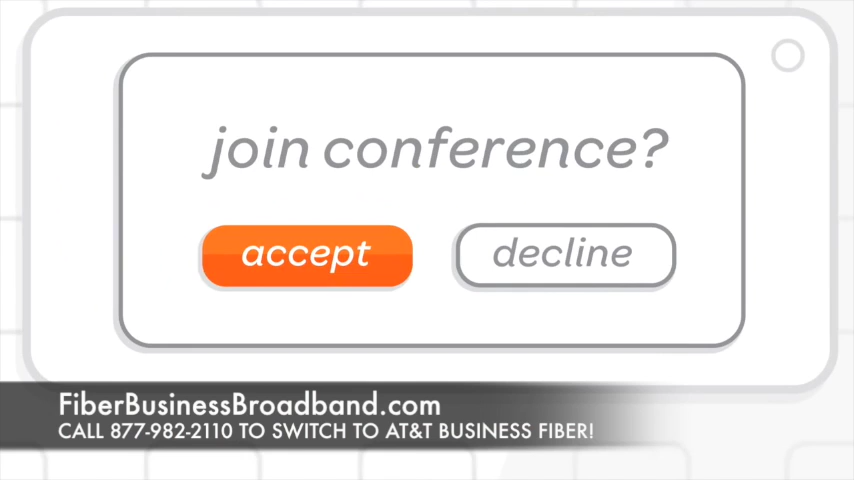 join conference?
accept
decline
FiberBusinessBroadband.com
CALL 877-982-2110 TO SWITCH TO AT&T BUSINESS FIBER!